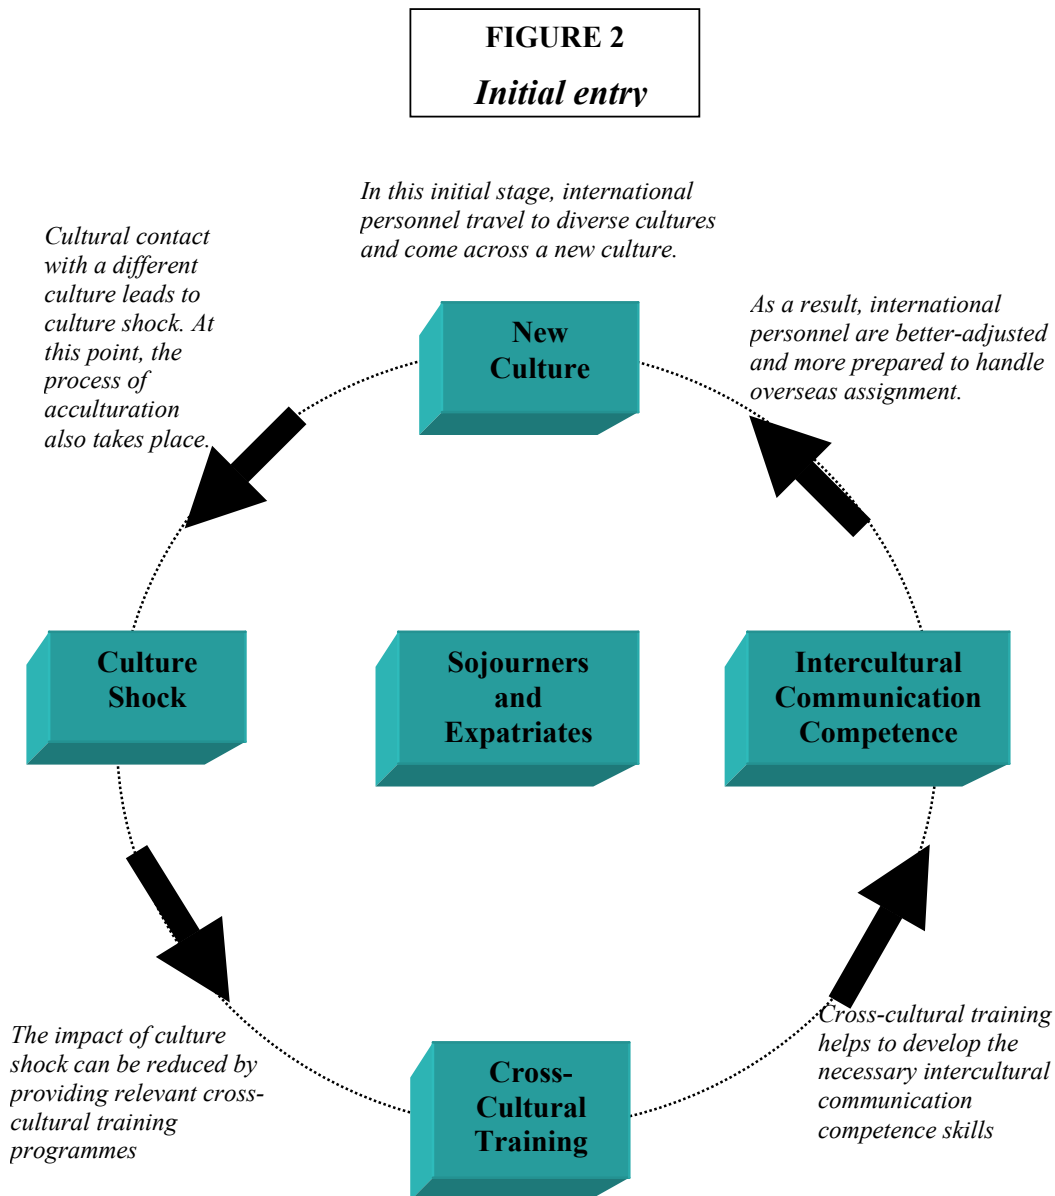 FIGURE 2
Initial entry
In this initial stage, international
personnel travel to diverse cultures
and come across a new culture.
Cultural contact
with a different
culture leads to
culture shock. At
this point, the
process of
acculturation
also takes place.
New
Culture
As a result, international
personnel are better-adjusted
and more prepared to handle
overseas assignment.
Culture
Shock
Sojourners
and
Expatriates
Intercultural
Communication
Competence
The impact of culture
shock can be reduced by
providing relevant cross-
cultural training
programmes
Cross-
Cultural
Training
Cross-cultural training
helps to develop the
necessary intercultural
communication
competence skills